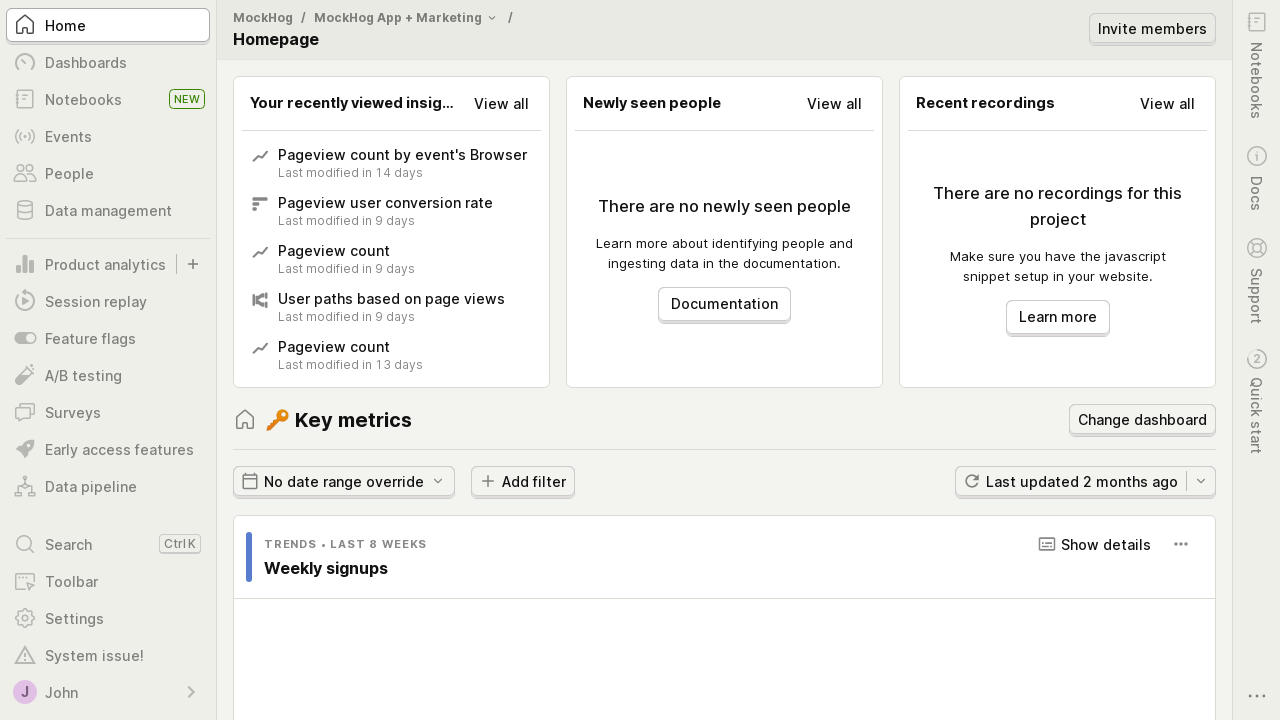 Home
Dashboards
Notebooks NEW
Events
People
Data management
Product analytics
Session replay
Feature flags
A/B testing
Surveys
Early access features
Data pipeline
Search Ctrl K
Toolbar
Settings
System issue!
J John
MockHog / MockHog App + Marketing /
Homepage
Invite members
Your recently viewed insig... View all
Pageview count by event's Browser
Last modified in 14 days
Pageview user conversion rate
Last modified in 9 days
Pageview count
Last modified in 9 days
User paths based on page views
Last modified in 9 days
Pageview count
Last modified in 13 days
Newly seen people View all
There are no newly seen people
Learn more about identifying people and
ingesting data in the documentation.
Documentation
Recent recordings View all
There are no recordings for this
project
Make sure you have the javascript
snippet setup in your website.
Learn more
🔑 Key metrics
Change dashboard
No date range override
Add filter
Last updated 2 months ago
TRENDS • LAST 8 WEEKS
Weekly signups
Show details
Notebooks
Docs
Support
2
Quick start